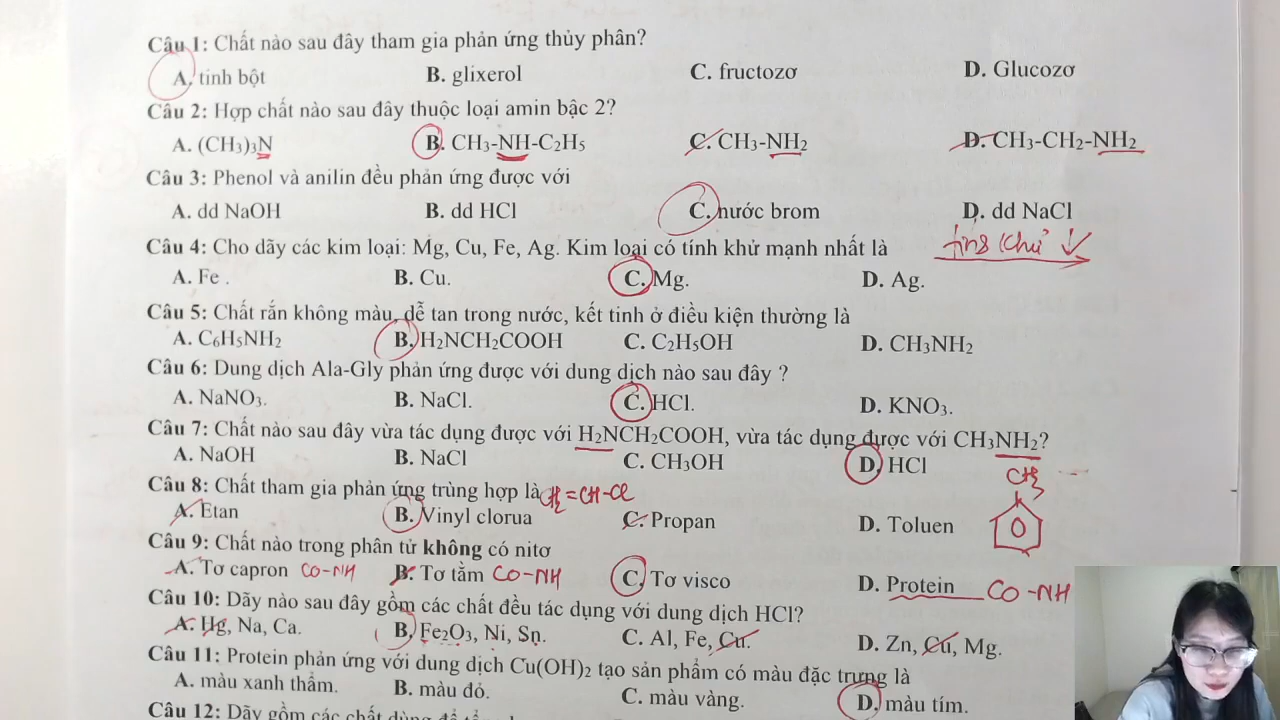 Câu 1: Chất nào sau đây tham gia phản ứng thủy phân?
A. tinh bột B. glixerol C. fructozơ D. Glucozơ
Câu 2: Hợp chất nào sau đây thuộc loại amin bậc 2?
A. (CH₃)₃N B. CH₃-NH-C₂H₅ C. CH₃-NH₂ D. CH₃-CH₂-NH₂
Câu 3: Phenol và anilin đều phản ứng được với
A. dd NaOH B. dd HCl C. nước brom D. dd NaCl
Câu 4: Cho dãy các kim loại: Mg, Cu, Fe, Ag. Kim loại có tính khử mạnh nhất là
A. Fe . B. Cu. C. Mg. D. Ag.
Câu 5: Chất rắn không màu, dễ tan trong nước, kết tinh ở điều kiện thường là
A. C₆H₅NH₂ B. H₂NCH₂COOH C. C₂H₅OH D. CH₃NH₂
Câu 6: Dung dịch Ala-Gly phản ứng được với dung dịch nào sau đây ?
A. NaNO₃. B. NaCl. C. HCl. D. KNO₃.
Câu 7: Chất nào sau đây vừa tác dụng được với H₂NCH₂COOH, vừa tác dụng được với CH₃NH₂?
A. NaOH B. NaCl C. CH₃OH D. HCl
CH₃
Câu 8: Chất tham gia phản ứng trùng hợp là CH₂=CH-Cl
A. Etan B. Vinyl clorua C. Propan D. Toluen
Câu 9: Chất nào trong phân tử không có nitơ
A. Tơ capron CO-NH B. Tơ tằm CO-NH C. Tơ visco D. Protein CO-NH
Câu 10: Dãy nào sau đây gồm các chất đều tác dụng với dung dịch HCl?
A. Hg, Na, Ca. B. Fe₂O₃, Ni, Sn. C. Al, Fe, Cu. D. Zn, Cu, Mg.
Câu 11: Protein phản ứng với dung dịch Cu(OH)₂ tạo sản phẩm có màu đặc trưng là
A. màu xanh thẫm. B. màu đỏ. C. màu vàng. D. màu tím.
Câu 12: Dãy gồm các chất dùng để